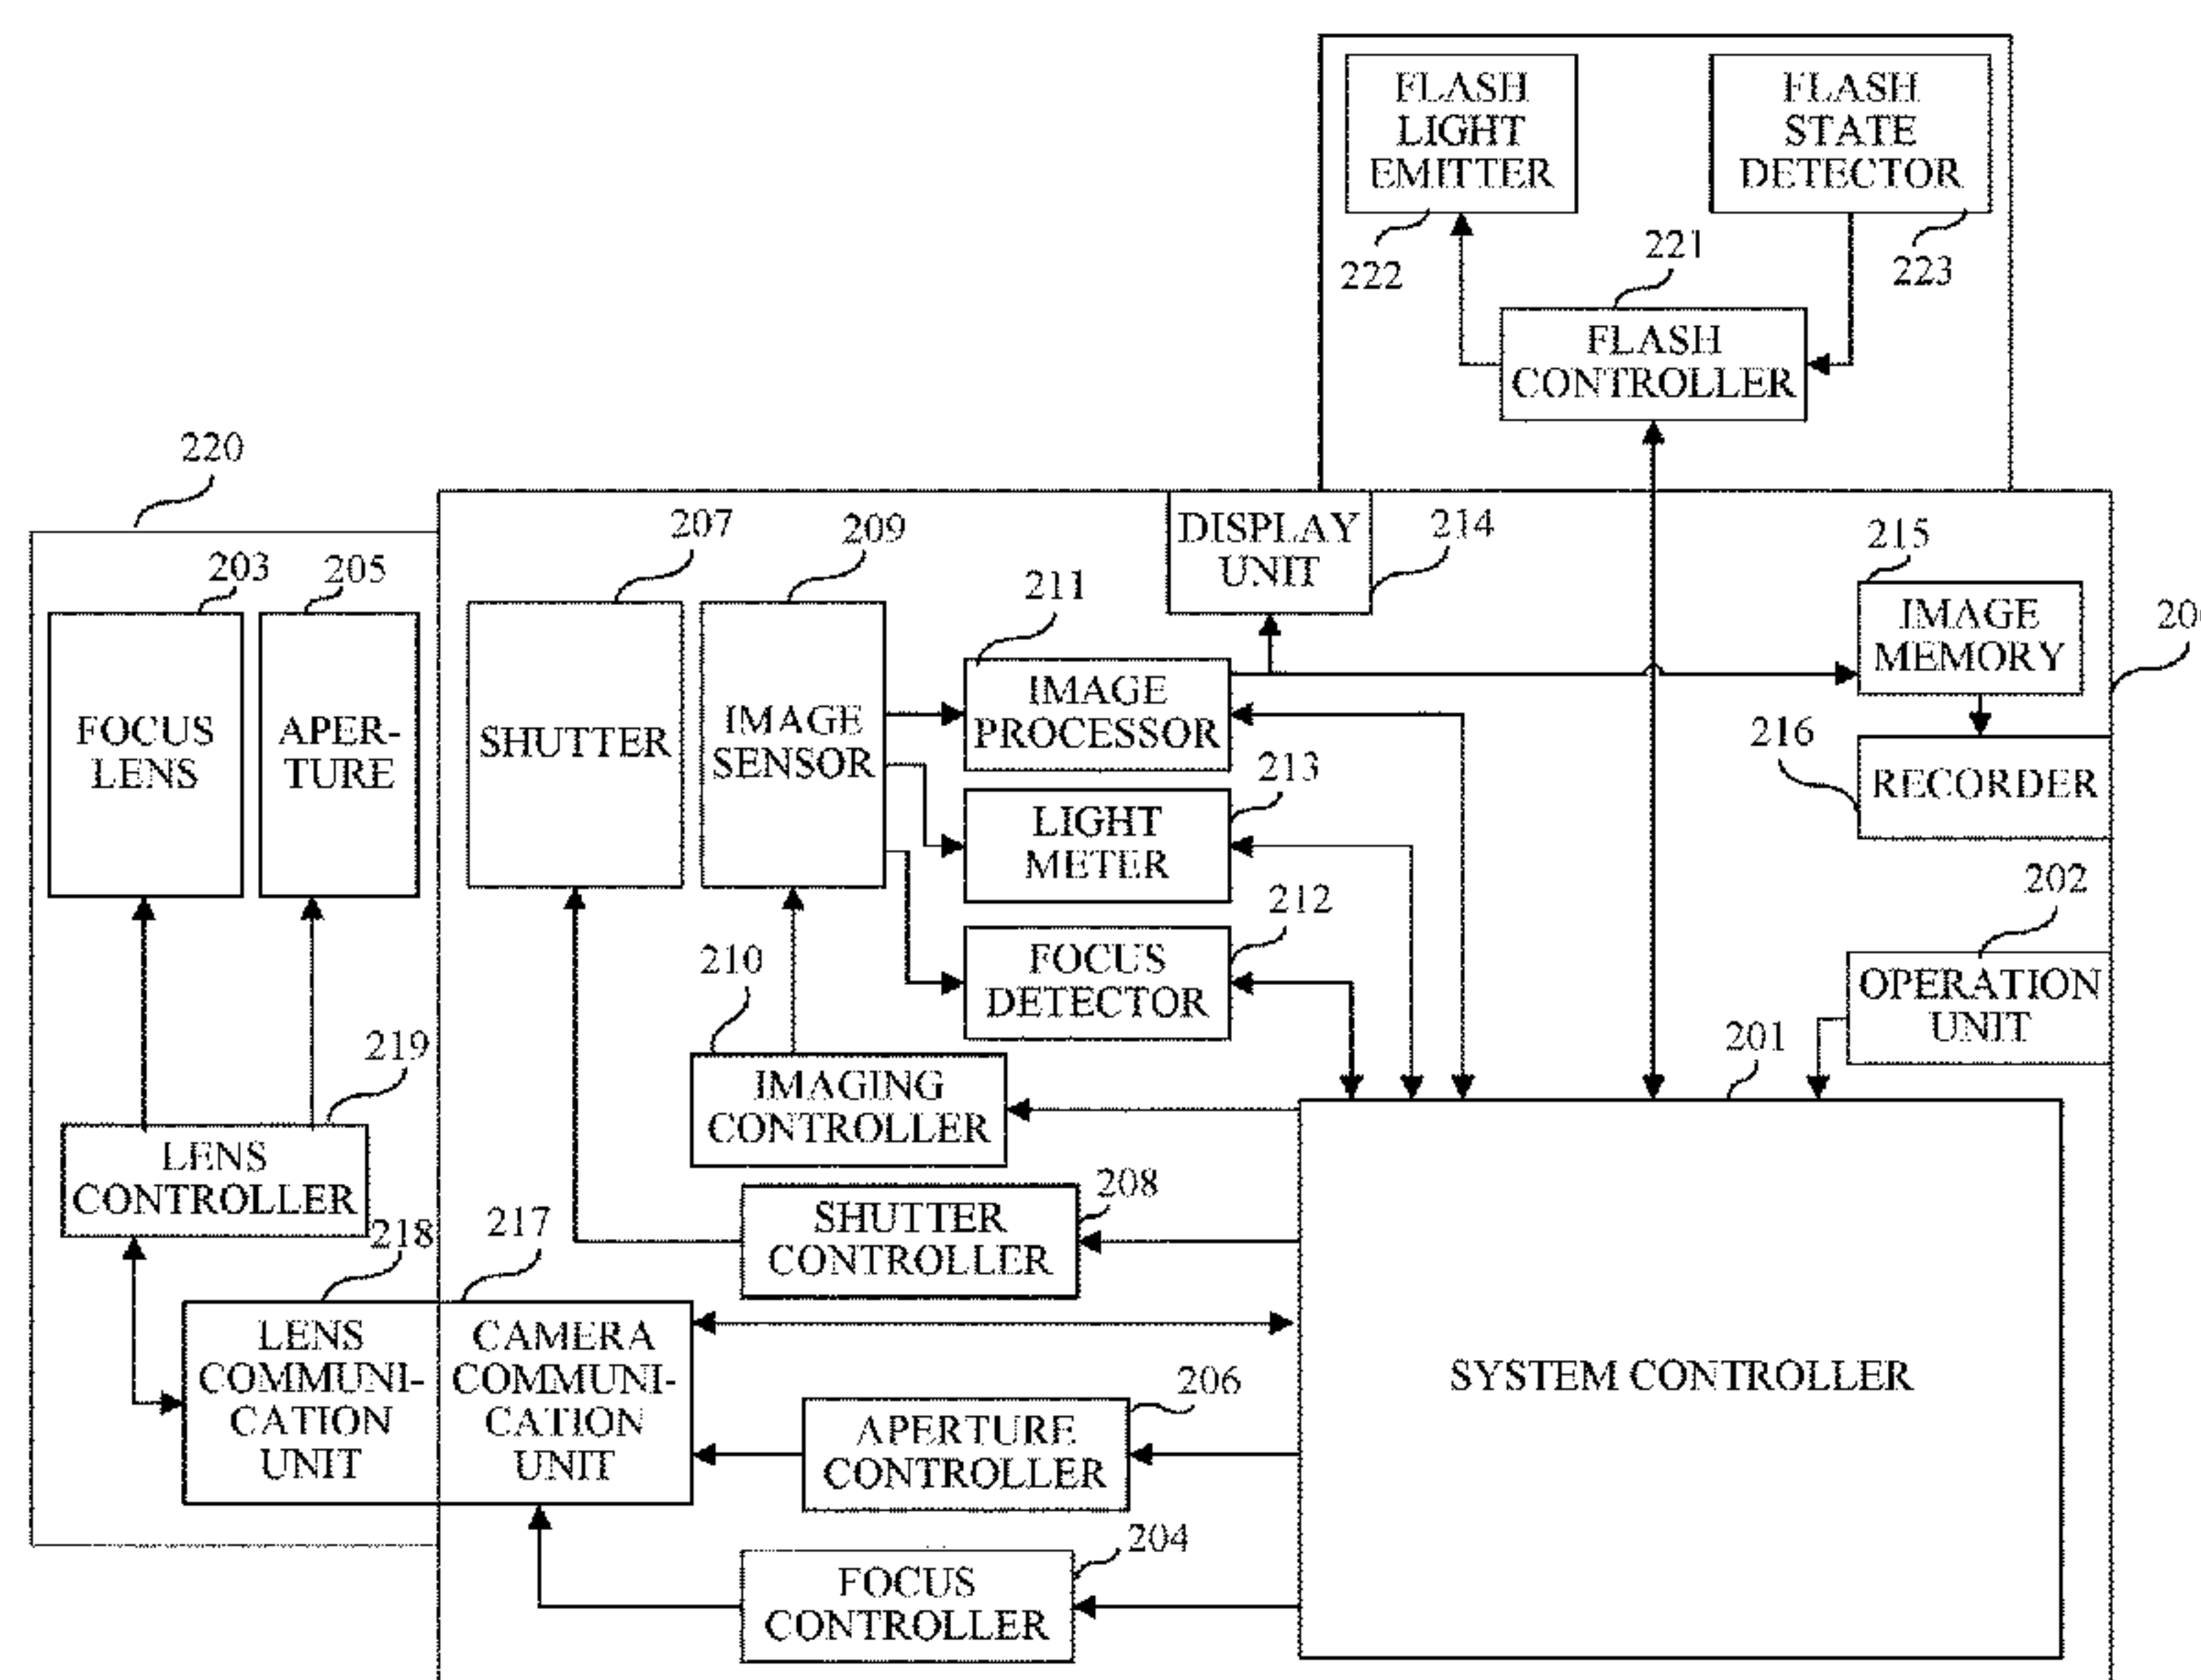 FLASH
LIGHT
EMITTER
FLASH
STATE
DETECTOR
222
221
223
FLASH
CONTROLLER
220
203
205
207
209
DISPLAY
UNIT
214
215
211
IMAGE
MEMORY
FOCUS
LENS
APER-
TURE
SHUTTER
IMAGE
SENSOR
IMAGE
PROCESSOR
216
RECORDER
213
LIGHT
METER
212
202
210
FOCUS
DETECTOR
OPERATION
UNIT
219
201
IMAGING
CONTROLLER
LENS
CONTROLLER
208
218
217
SHUTTER
CONTROLLER
LENS
COMMUNI-
CATION
UNIT
CAMERA
COMMUNI-
CATION
UNIT
206
SYSTEM CONTROLLER
APERTURE
CONTROLLER
204
FOCUS
CONTROLLER